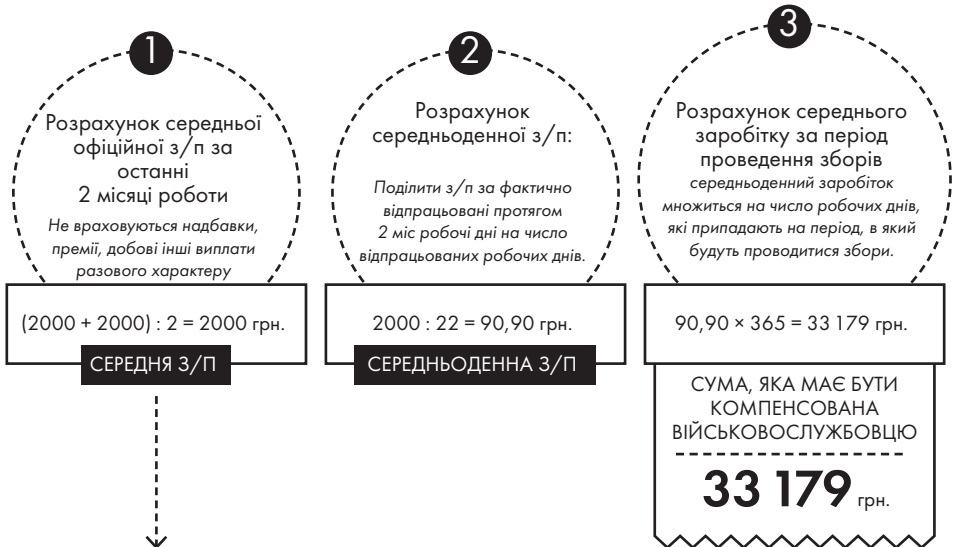 1
Розрахунок середньої
офіційної з/п за
останні
2 місяці роботи
Не враховуються надбавки,
премії, добові інші виплати
разового характеру
(2000 + 2000) : 2 = 2000 грн.
СЕРЕДНЯ З/П
2
Розрахунок
середньоденної з/п:
Поділити з/п за фактично
відпрацьовані протягом
2 міс робочі дні на число
відпрацьованих робочих днів.
2000 : 22 = 90,90 грн.
СЕРЕДНЬОДЕННА З/П
3
Розрахунок середнього
заробітку за період
проведення зборів
середньоденний заробіток
множиться на число робочих днів,
які припадають на період, в який
будуть проводитися збори.
90,90 × 365 = 33 179 грн.
СУМА, ЯКА МАЄ БУТИ
КОМПЕНСОВАНА
ВІЙСЬКОВОСЛУЖБОВЦЮ
33 179 грн.